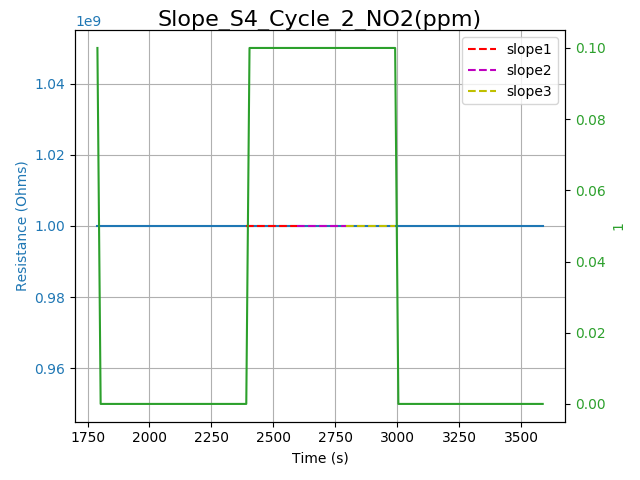 Slope_S4_Cycle_2_NO2(ppm)
1e9
slope1
slope2
slope3
1.04
1.02
1.00
0.98
0.96
Resistance (Ohms)
0.10
0.08
0.06
0.04
0.02
0.00
1
1750 2000 2250 2500 2750 3000 3250 3500
Time (s)